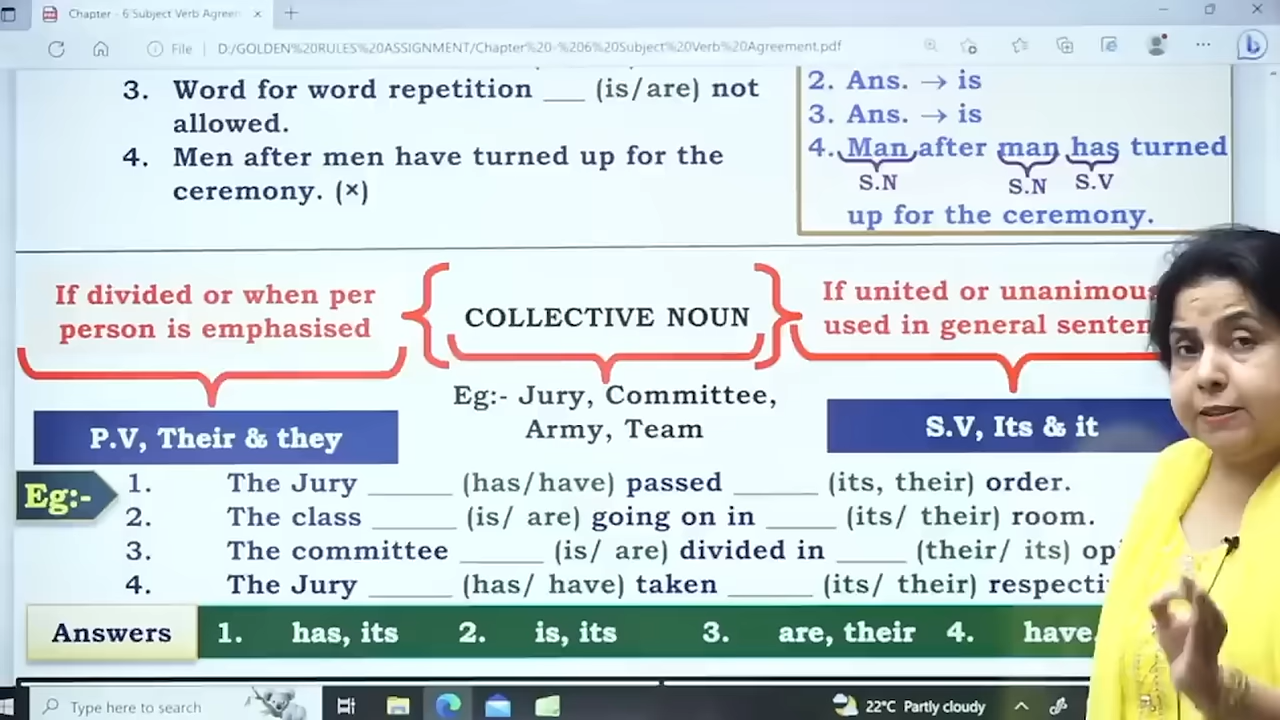 Chapter - 6 Subject Verb Agreem
File | D:/GOLDEN%20RULES%20ASSIGNMENT/Chapter%20-%206%20Subject%20Verb%20Agreement.pdf
3. Word for word repetition ___ (is/are) not
allowed.
4. Men after men have turned up for the
ceremony. (×)
2. Ans. → is
3. Ans. → is
4. Man after man has turned
S.N S.N S.V
up for the ceremony.
If divided or when per
person is emphasised
COLLECTIVE NOUN
If united or unanimous
used in general senten
Eg:- Jury, Committee,
Army, Team
P.V, Their & they
S.V, Its & it
Eg:-
1. The Jury ______ (has/have) passed ______ (its, their) order.
2. The class ______ (is/ are) going on in _____ (its/ their) room.
3. The committee ______ (is/ are) divided in _____ (their/ its) op
4. The Jury ______ (has/ have) taken ______ (its/ their) respecti
Answers 1. has, its 2. is, its 3. are, their 4. have,
Type here to search
22°C Partly cloudy